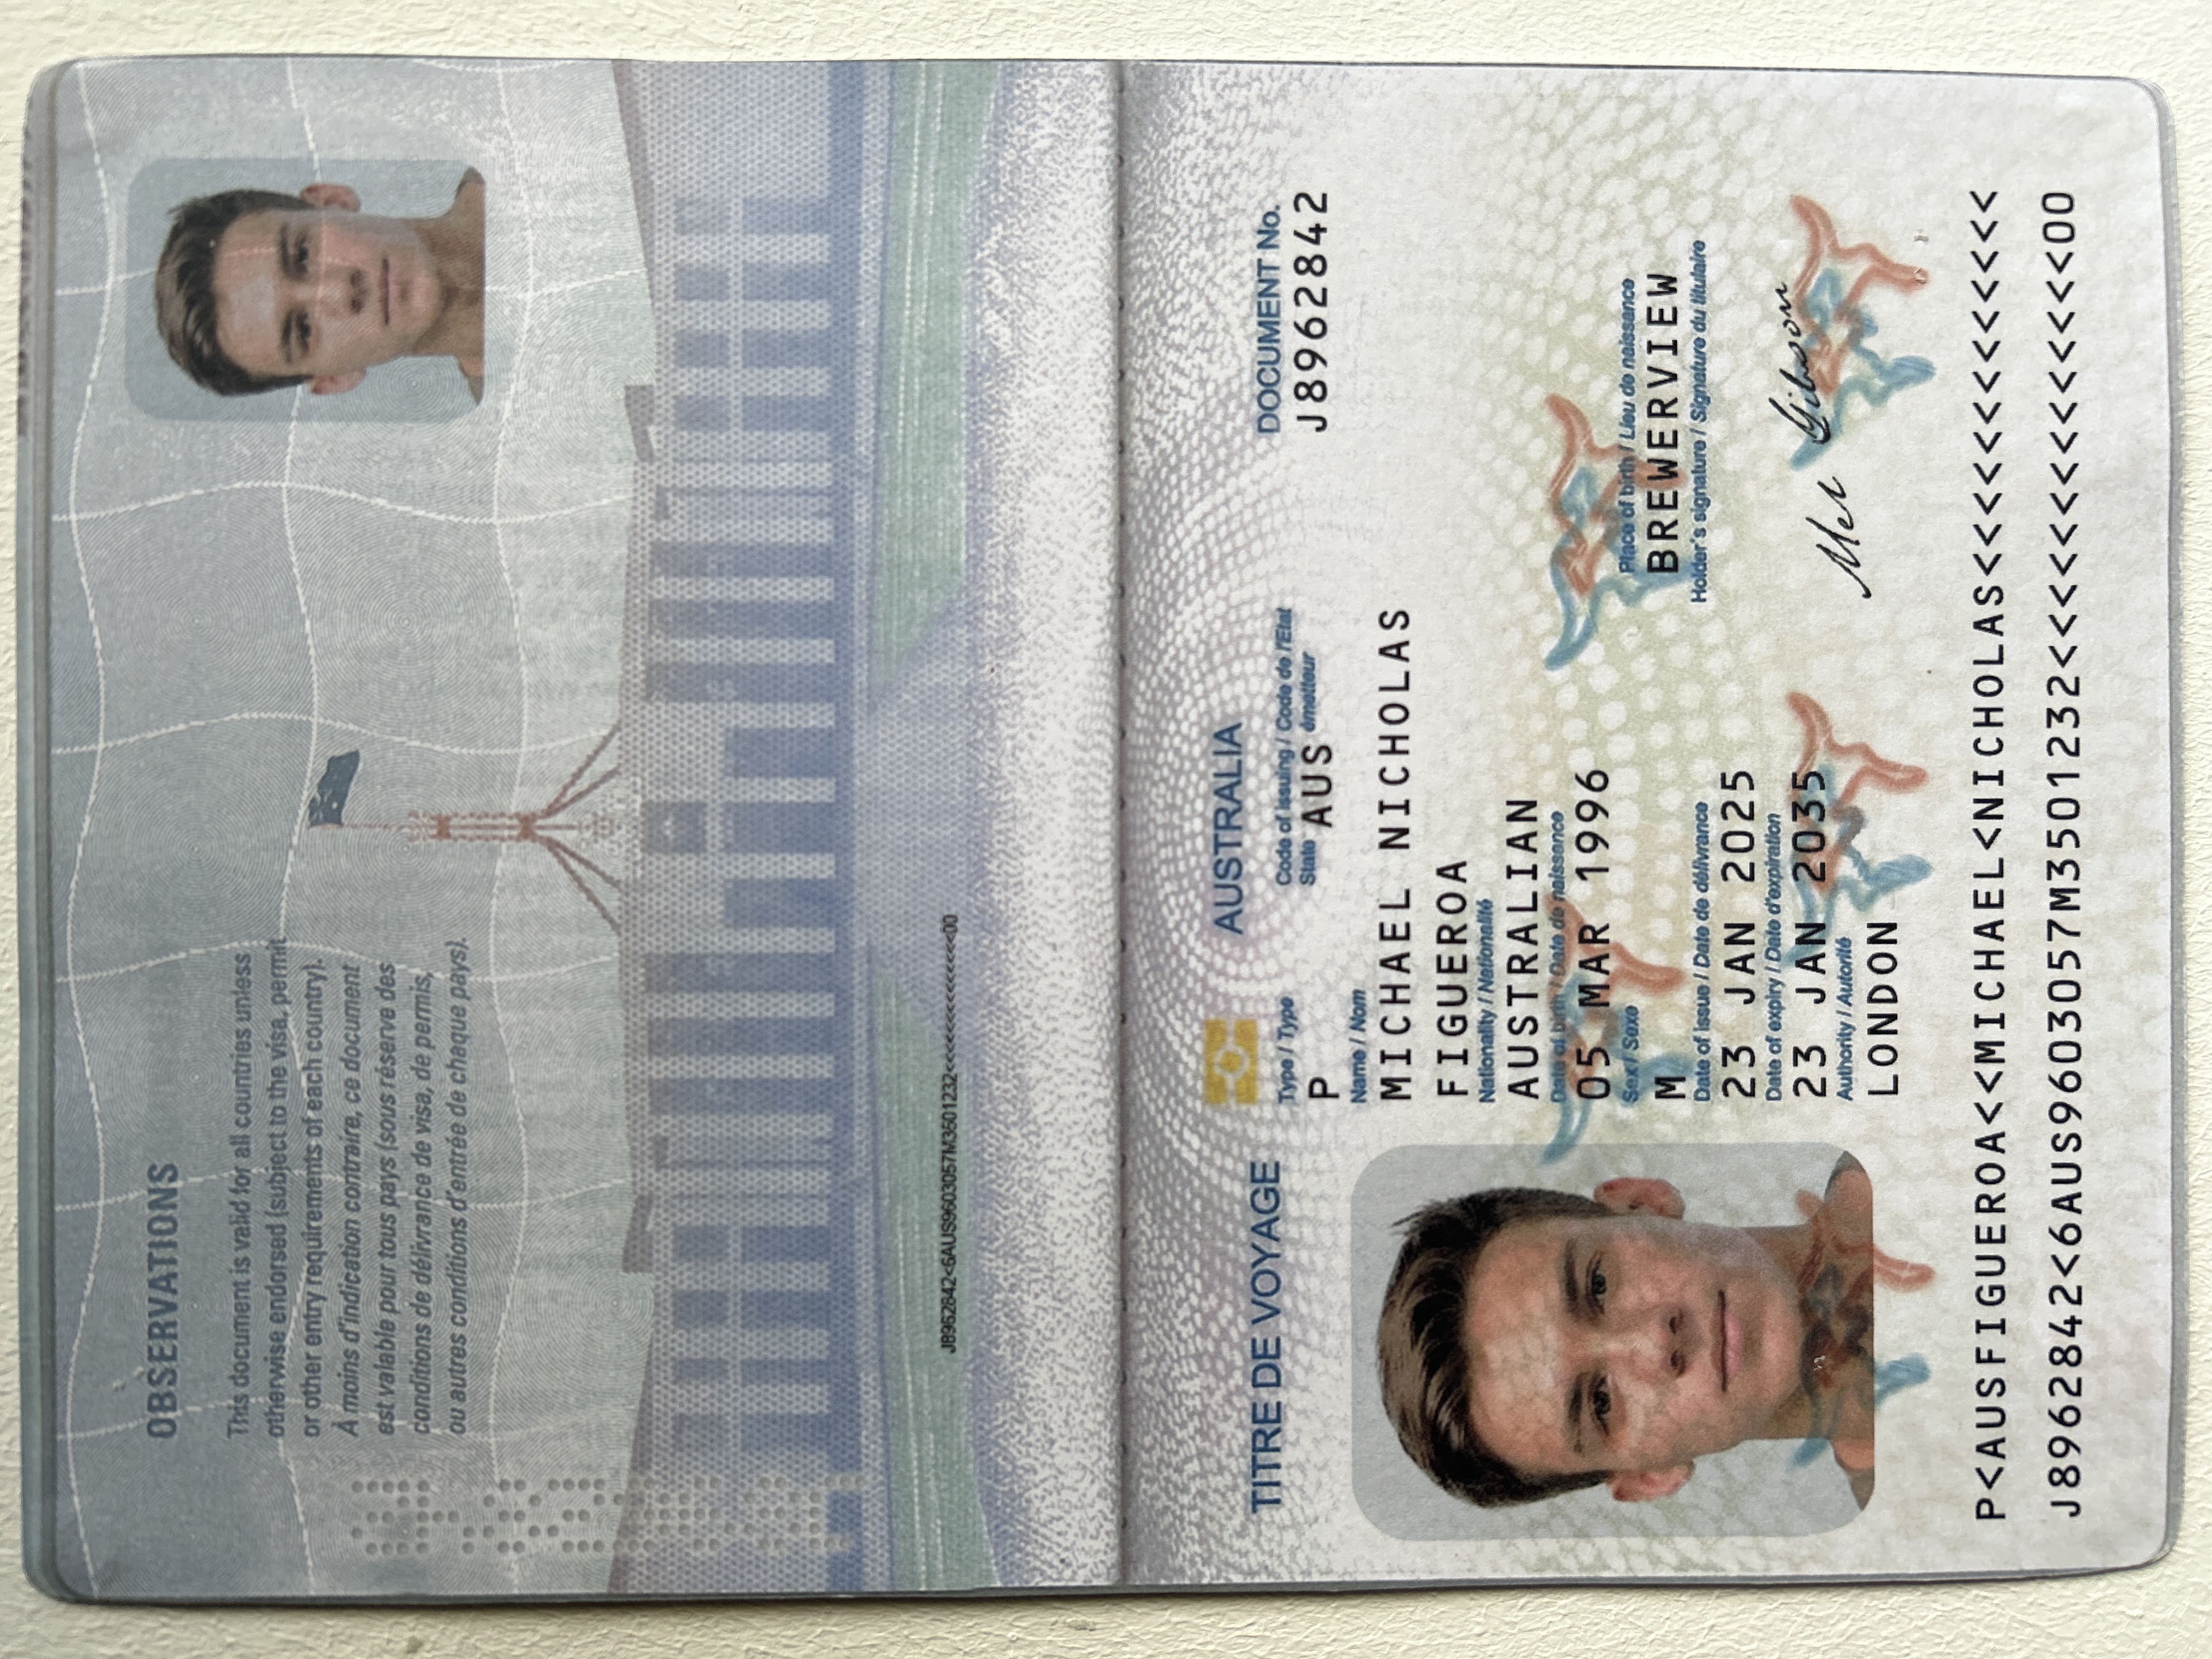 OBSERVATIONS
This document is valid for all countries unless
otherwise endorsed (subject to the visa, permit
or other entry requirements of each country).
À moins d'indication contraire, ce document
est valable pour tous pays (sous réserve des
conditions de délivrance de visa, de permis,
ou autres conditions d'entrée de chaque pays).
J8962842<6AUS9603057M3501232<<<<<<<<<<<<<<00
TITRE DE VOYAGE
AUSTRALIA
DOCUMENT No.
J8962842
Type / Type
P
Code of issuing / Code de l'Etat
State AUS émetteur
Name / Nom
MICHAEL NICHOLAS
FIGUEROA
Nationality / Nationalité
AUSTRALIAN
Date of birth / Date de naissance
05 MAR 1996
Sex / Sexe
M
Place of birth / Lieu de naissance
BREWERVIEW
Date of issue / Date de délivrance
23 JAN 2025
Holder's signature / Signature du titulaire
Mel Gibson
Date of expiry / Date d'expiration
23 JAN 2035
Authority / Autorité
LONDON
P<AUSFIGUEROA<<MICHAEL<NICHOLAS<<<<<<<<<<<<<
J8962842<6AUS9603057M3501232<<<<<<<<<<<<<<00